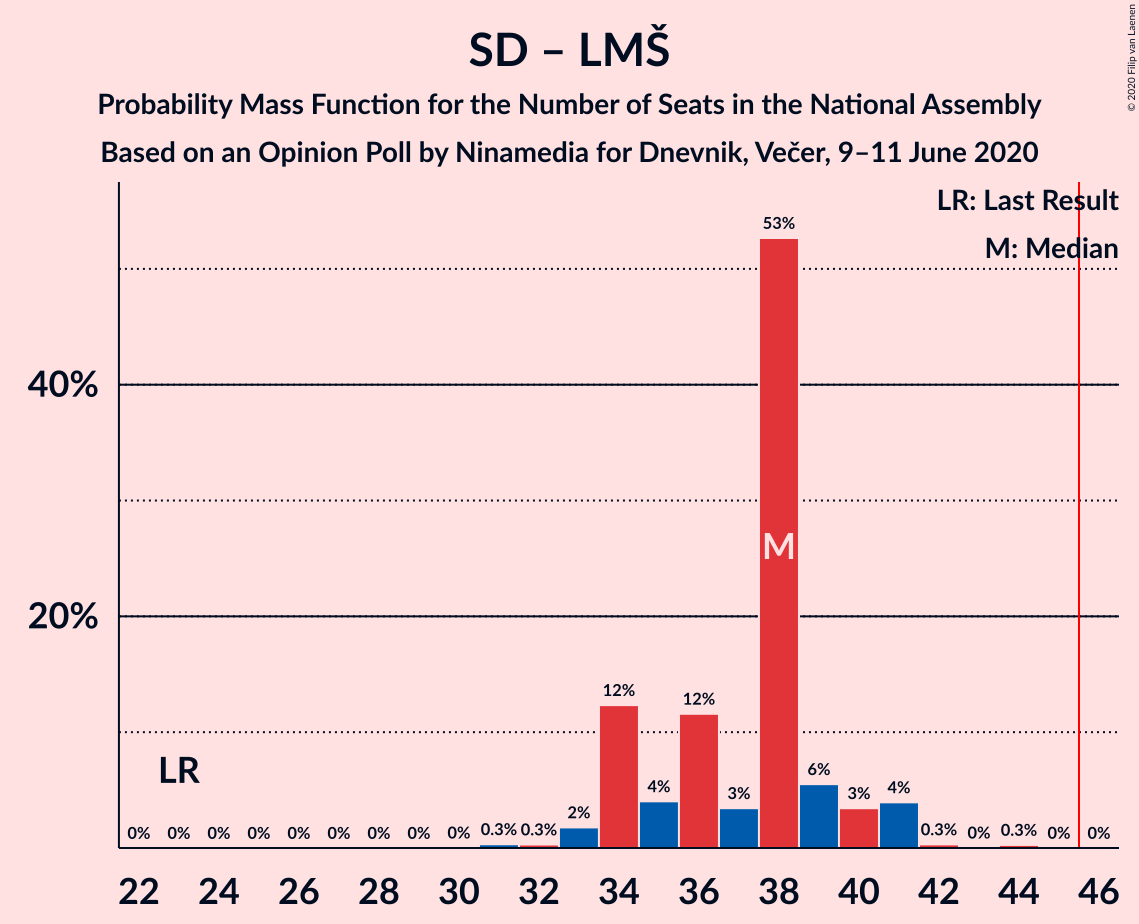 SD – LMŠ
Probability Mass Function for the Number of Seats in the National Assembly
Based on an Opinion Poll by Ninamedia for Dnevnik, Večer, 9–11 June 2020
© 2020 Filip van Laenen
LR: Last Result
M: Median
53%
40%
M
20%
12%
12%
LR
6%
4%
3%
3%
4%
2%
0% 0% 0% 0% 0% 0% 0% 0% 0% 0.3% 0.3% 0.3% 0% 0.3% 0% 0%
22 24 26 28 30 32 34 36 38 40 42 44 46